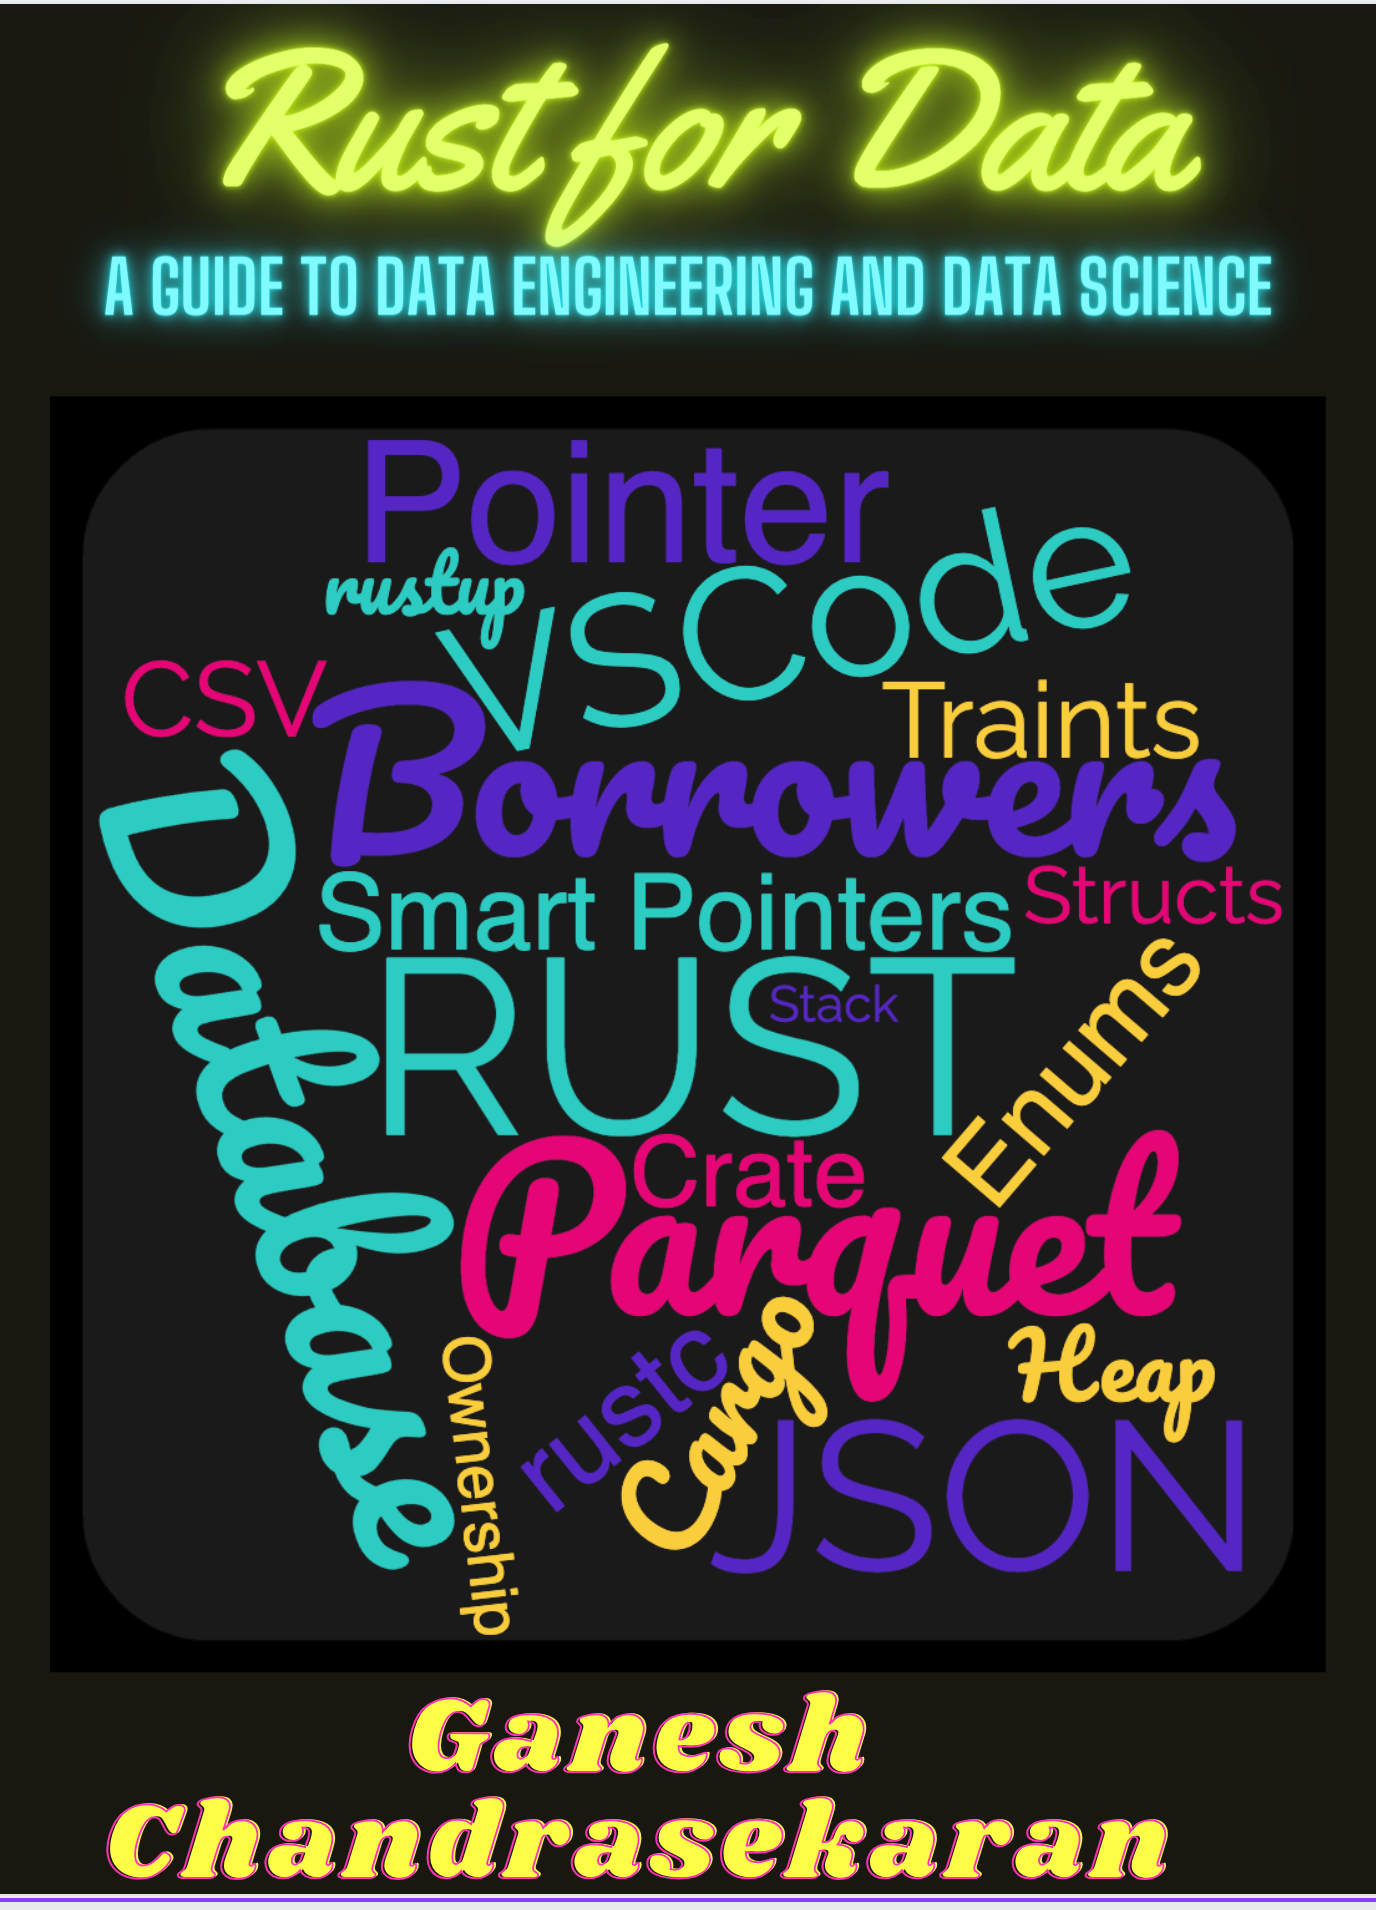 Rust for Data
A GUIDE TO DATA ENGINEERING AND DATA SCIENCE
Pointer
rustup
VSCode
CSV
Traints
Borrowers
Database
Smart Pointers
Structs
RUST
Stack
Enums
Crate
Parquet
Ownership
rustc
Cargo
Heap
JSON
Ganesh
Chandrasekaran